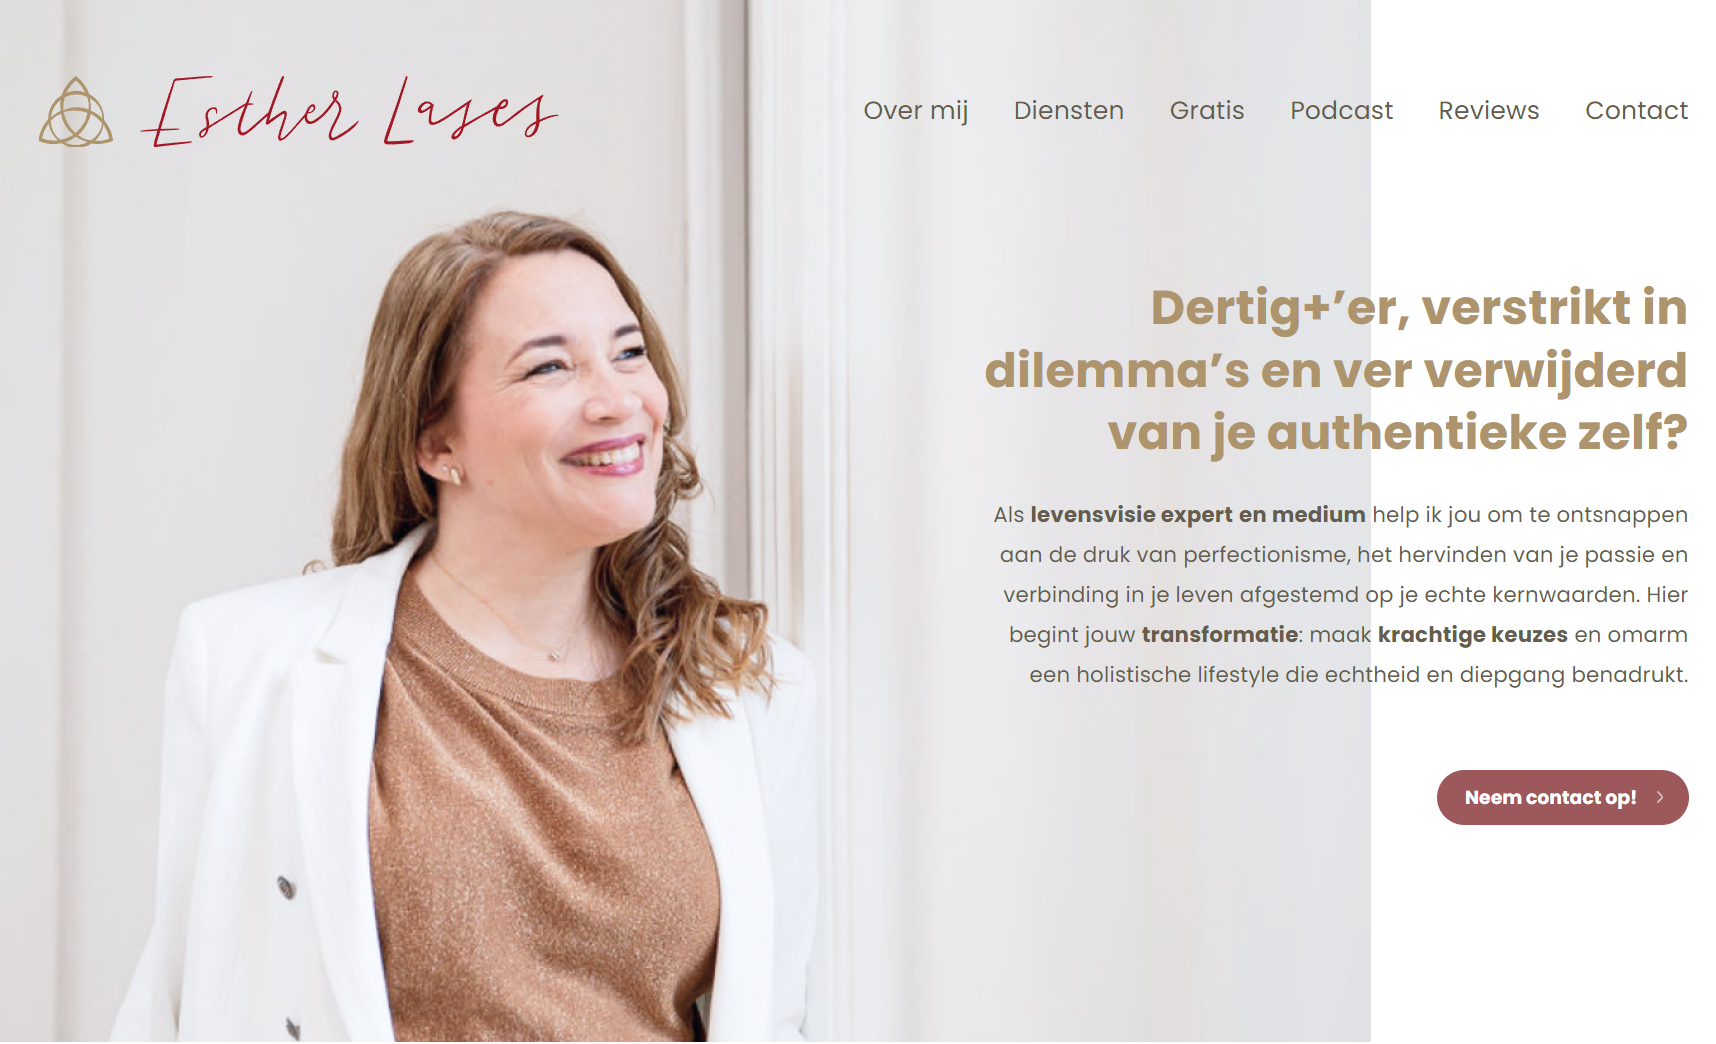 Esther Lases
Over mij Diensten Gratis Podcast Reviews Contact
Dertig+’er, verstrikt in
dilemma’s en ver verwijderd
van je authentieke zelf?
Als levensvisie expert en medium help ik jou om te ontsnappen
aan de druk van perfectionisme, het hervinden van je passie en
verbinding in je leven afgestemd op je echte kernwaarden. Hier
begint jouw transformatie: maak krachtige keuzes en omarm
een holistische lifestyle die echtheid en diepgang benadrukt.
Neem contact op!